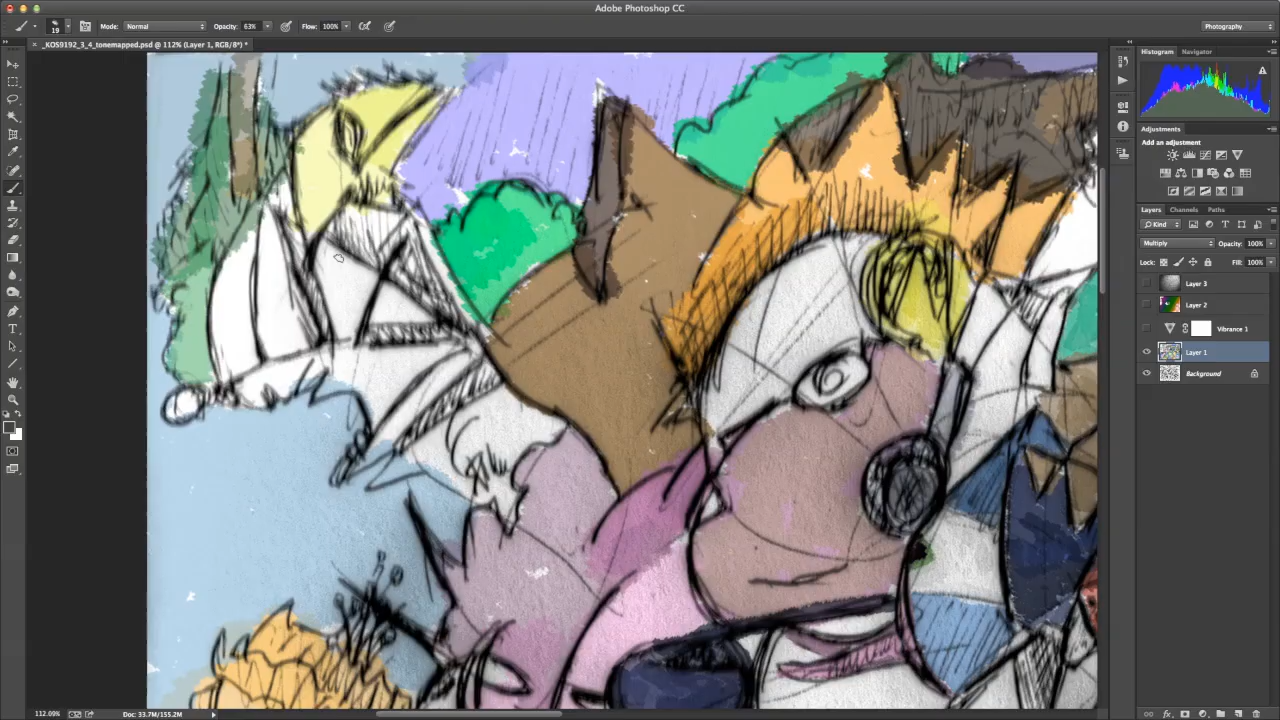 Adobe Photoshop CC
19 Mode: Normal Opacity: 63% Flow: 100% Photography
_KOS9192_3_4_tonemapped.psd @ 112% (Layer 1, RGB/8*) *
Histogram Navigator
Adjustments
Add an adjustment
Layers Channels Paths
Kind
Multiply Opacity: 100%
Lock: Fill: 100%
Layer 3
Layer 2
Vibrance 1
Layer 1
Background
112.09% Doc: 33.7M/155.2M